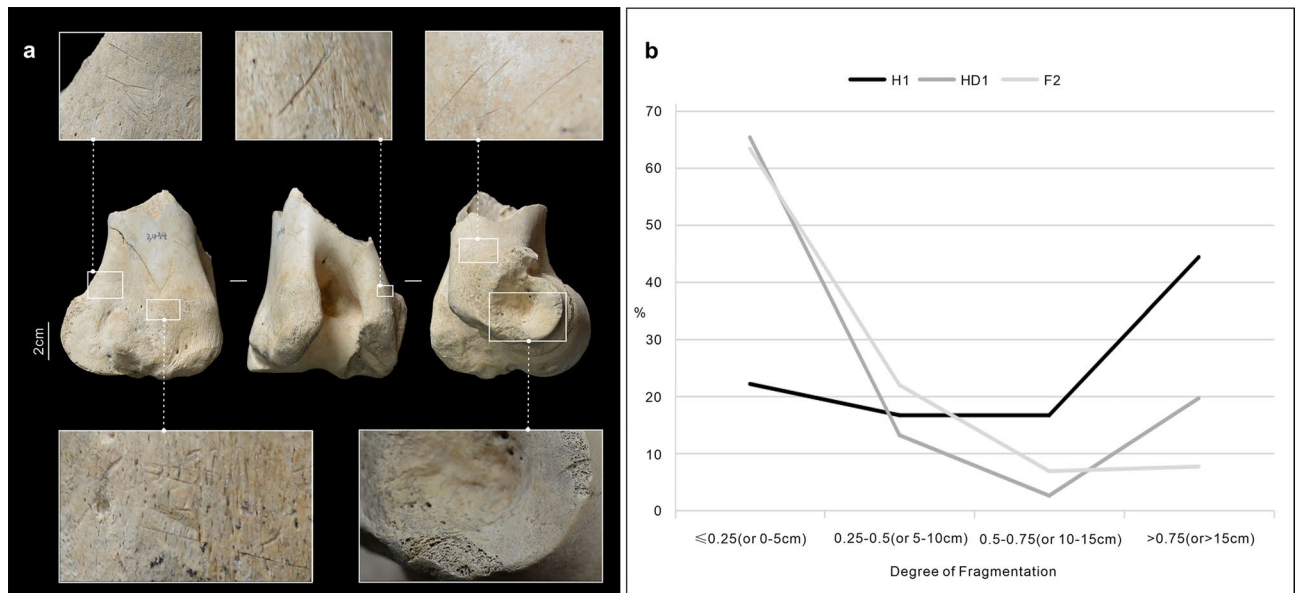 a
2cm
b
H1 HD1 F2
70
60
50
40
%
30
20
10
0
≤0.25(or 0-5cm) 0.25-0.5(or 5-10cm) 0.5-0.75(or 10-15cm) >0.75(or>15cm)
Degree of Fragmentation